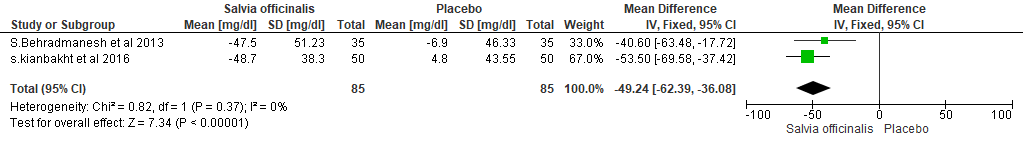 Salvia officinalis Placebo Mean Difference Mean Difference
Study or Subgroup Mean [mg/dl] SD [mg/dl] Total Mean [mg/dl] SD [mg/dl] Total Weight IV, Fixed, 95% CI IV, Fixed, 95% CI
S.Behradmanesh et al 2013 -47.5 51.23 35 -6.9 46.33 35 33.0% -40.60 [-63.48, -17.72]
s.kianbakht et al 2016 -48.7 38.3 50 4.8 43.55 50 67.0% -53.50 [-69.58, -37.42]
Total (95% CI) 85 85 100.0% -49.24 [-62.39, -36.08]
Heterogeneity: Chi² = 0.82, df = 1 (P = 0.37); I² = 0%
Test for overall effect: Z = 7.34 (P < 0.00001)
-100 -50 0 50 100
Salvia officinalis Placebo